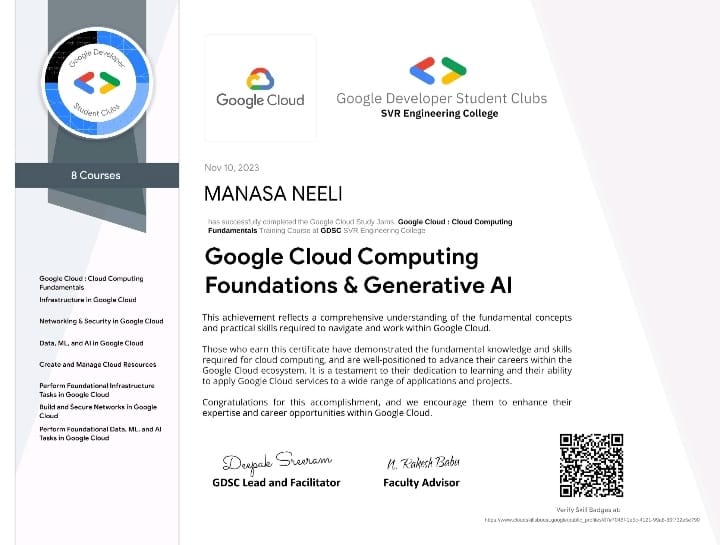 Google Developer
Student Clubs
8 Courses
Google Cloud : Cloud Computing
Fundamentals
Infrastructure in Google Cloud
Networking & Security in Google Cloud
Data, ML, and AI in Google Cloud
Create and Manage Cloud Resources
Perform Foundational Infrastructure
Tasks in Google Cloud
Build and Secure Networks in Google
Cloud
Perform Foundational Data, ML, and AI
Tasks in Google Cloud
Google Cloud
Google Developer Student Clubs
SVR Engineering College
Nov 10, 2023
MANASA NEELI
has successfully completed the Google Cloud Study Jams, Google Cloud : Cloud Computing
Fundamentals Training Course at GDSC SVR Engineering College
Google Cloud Computing
Foundations & Generative AI
This achievement reflects a comprehensive understanding of the fundamental concepts
and practical skills required to navigate and work within Google Cloud.
Those who earn this certificate have demonstrated the fundamental knowledge and skills
required for cloud computing, and are well-positioned to advance their careers within the
Google Cloud ecosystem. It is a testament to their dedication to learning and their ability
to apply Google Cloud services to a wide range of applications and projects.
Congratulations for this accomplishment, and we encourage them to enhance their
expertise and career opportunities within Google Cloud.
Deepak Sreeram
GDSC Lead and Facilitator
N. Rakesh Babu
Faculty Advisor
Verify Skill Badges at: